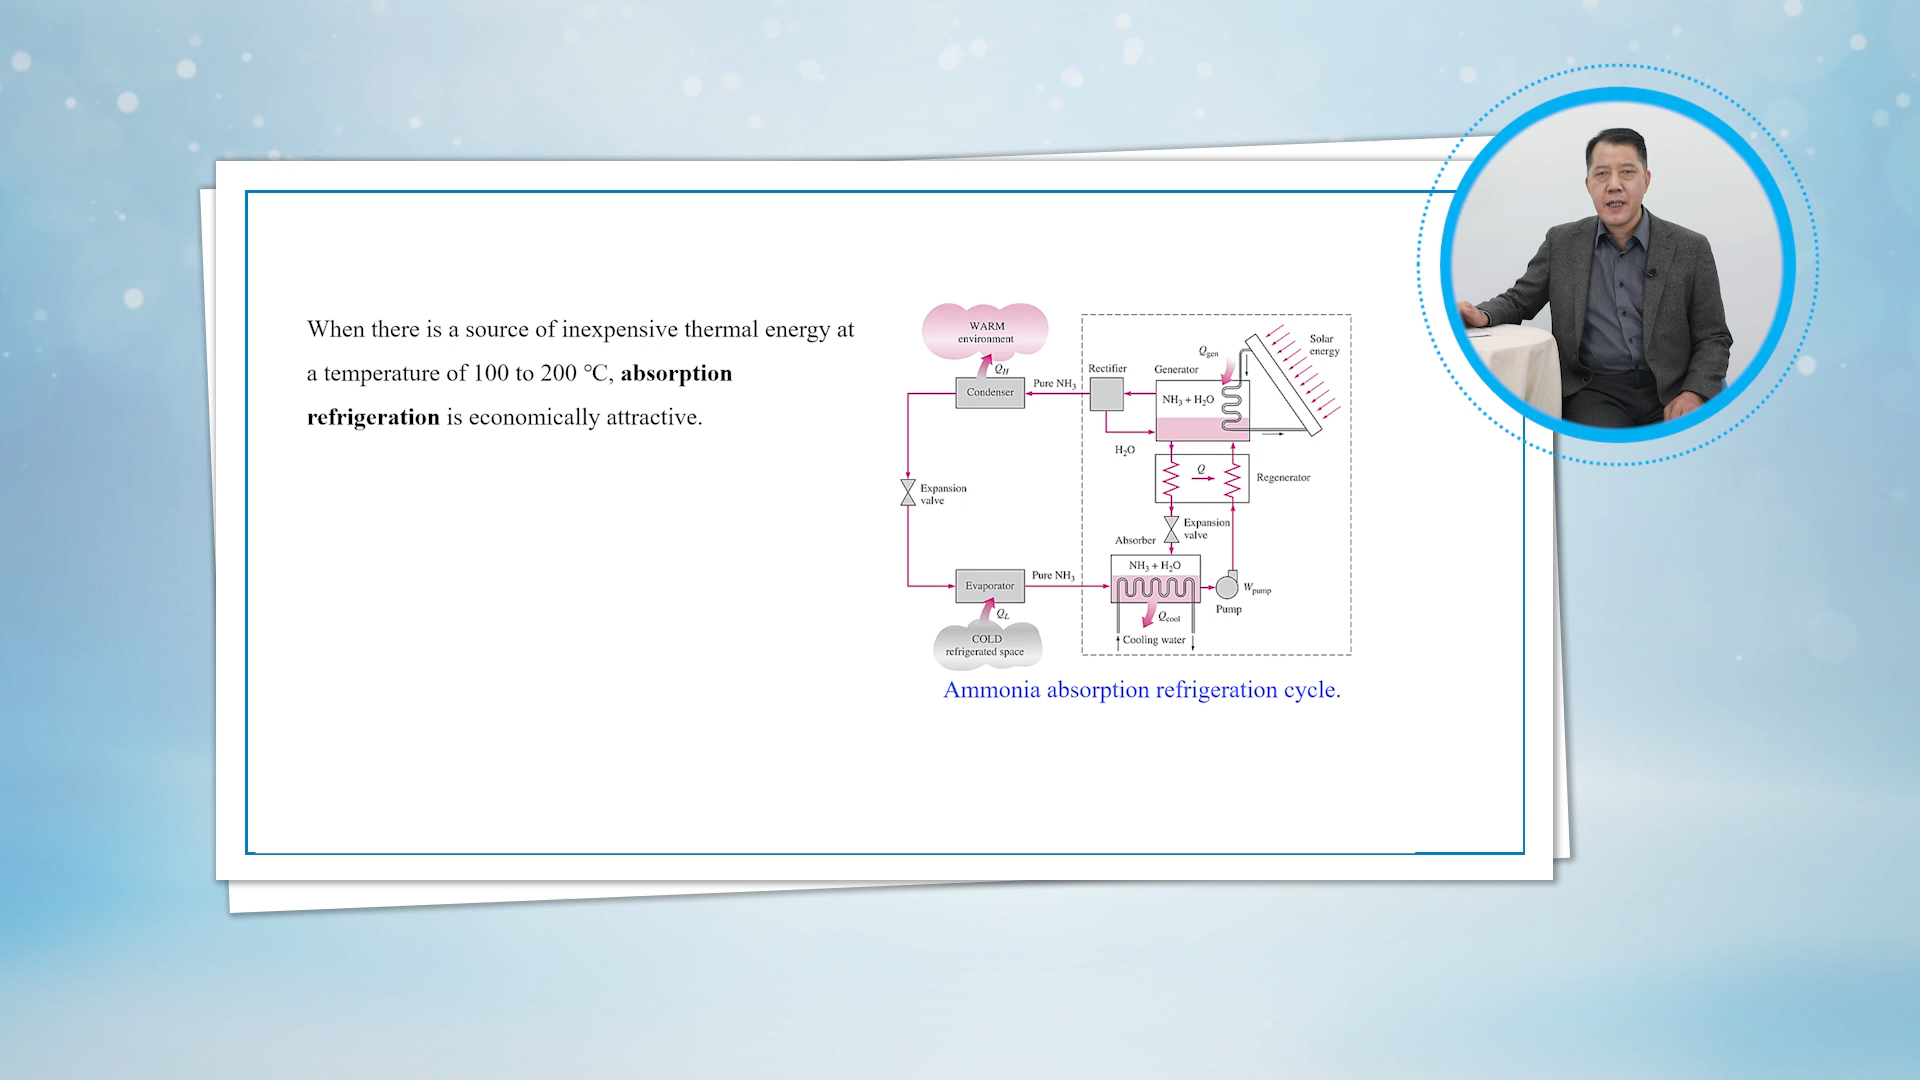 When there is a source of inexpensive thermal energy at
a temperature of 100 to 200 ℃, absorption
refrigeration is economically attractive.
WARM
environment
Q_H
Condenser
Pure NH₃
Rectifier
Generator
Q_gen
Solar
energy
NH₃ + H₂O
H₂O
Q
Regenerator
Expansion
valve
Expansion
valve
Absorber
NH₃ + H₂O
Evaporator
Pure NH₃
W_pump
Pump
Q_L
Q_cool
COLD
refrigerated space
Cooling water
Ammonia absorption refrigeration cycle.